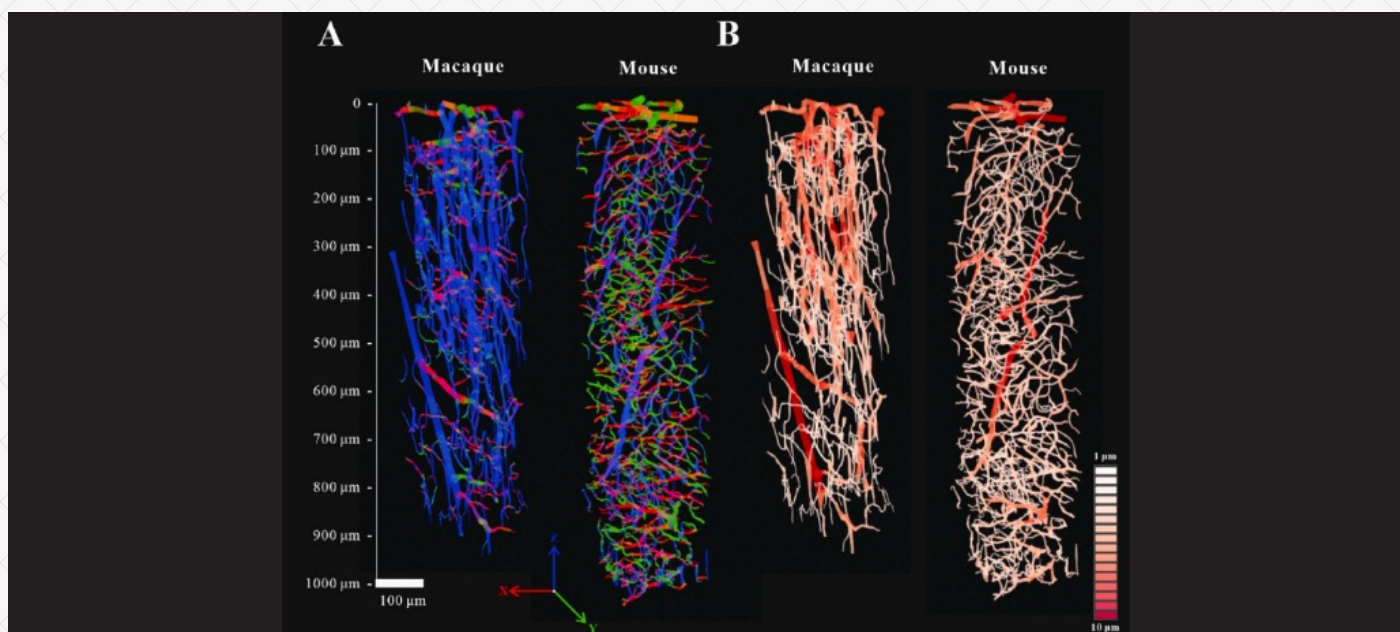 A
B
Macaque
Mouse
Macaque
Mouse
0
100 µm
200 µm
300 µm
400 µm
500 µm
600 µm
700 µm
800 µm
900 µm
1000 µm
100 µm
Z
X
Y
1 µm
10 µm